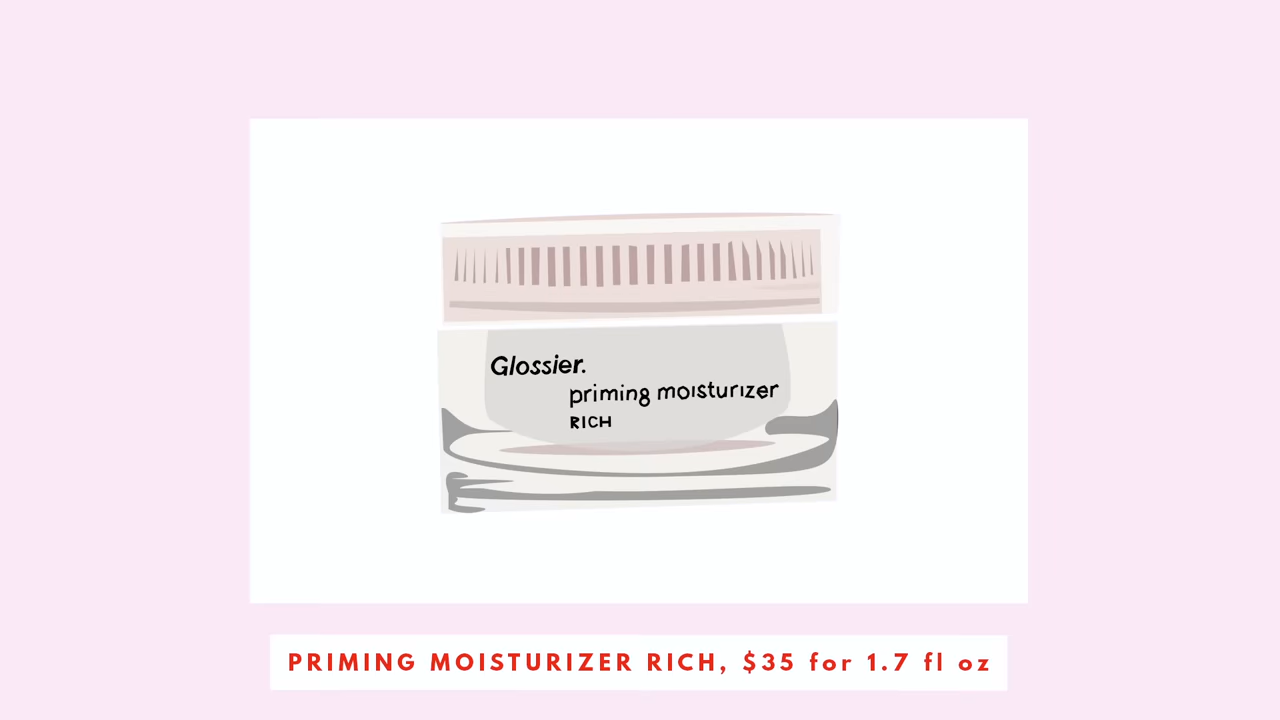 Glossier.
priming moisturizer
RICH
PRIMING MOISTURIZER RICH, $35 for 1.7 fl oz